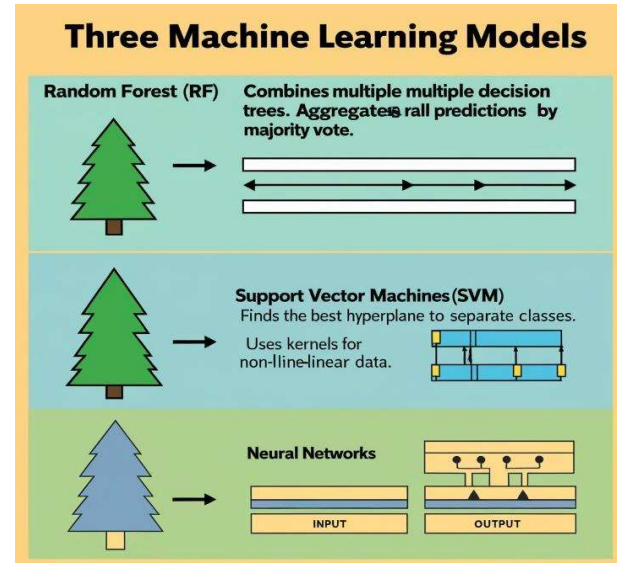 Three Machine Learning Models
Random Forest (RF)
Combines multiple multiple decision
trees. Aggregates rall predictions by
majority vote.
Support Vector Machines (SVM)
Finds the best hyperplane to separate classes.
Uses kernels for
non-lline-linear data.
Neural Networks
INPUT
OUTPUT